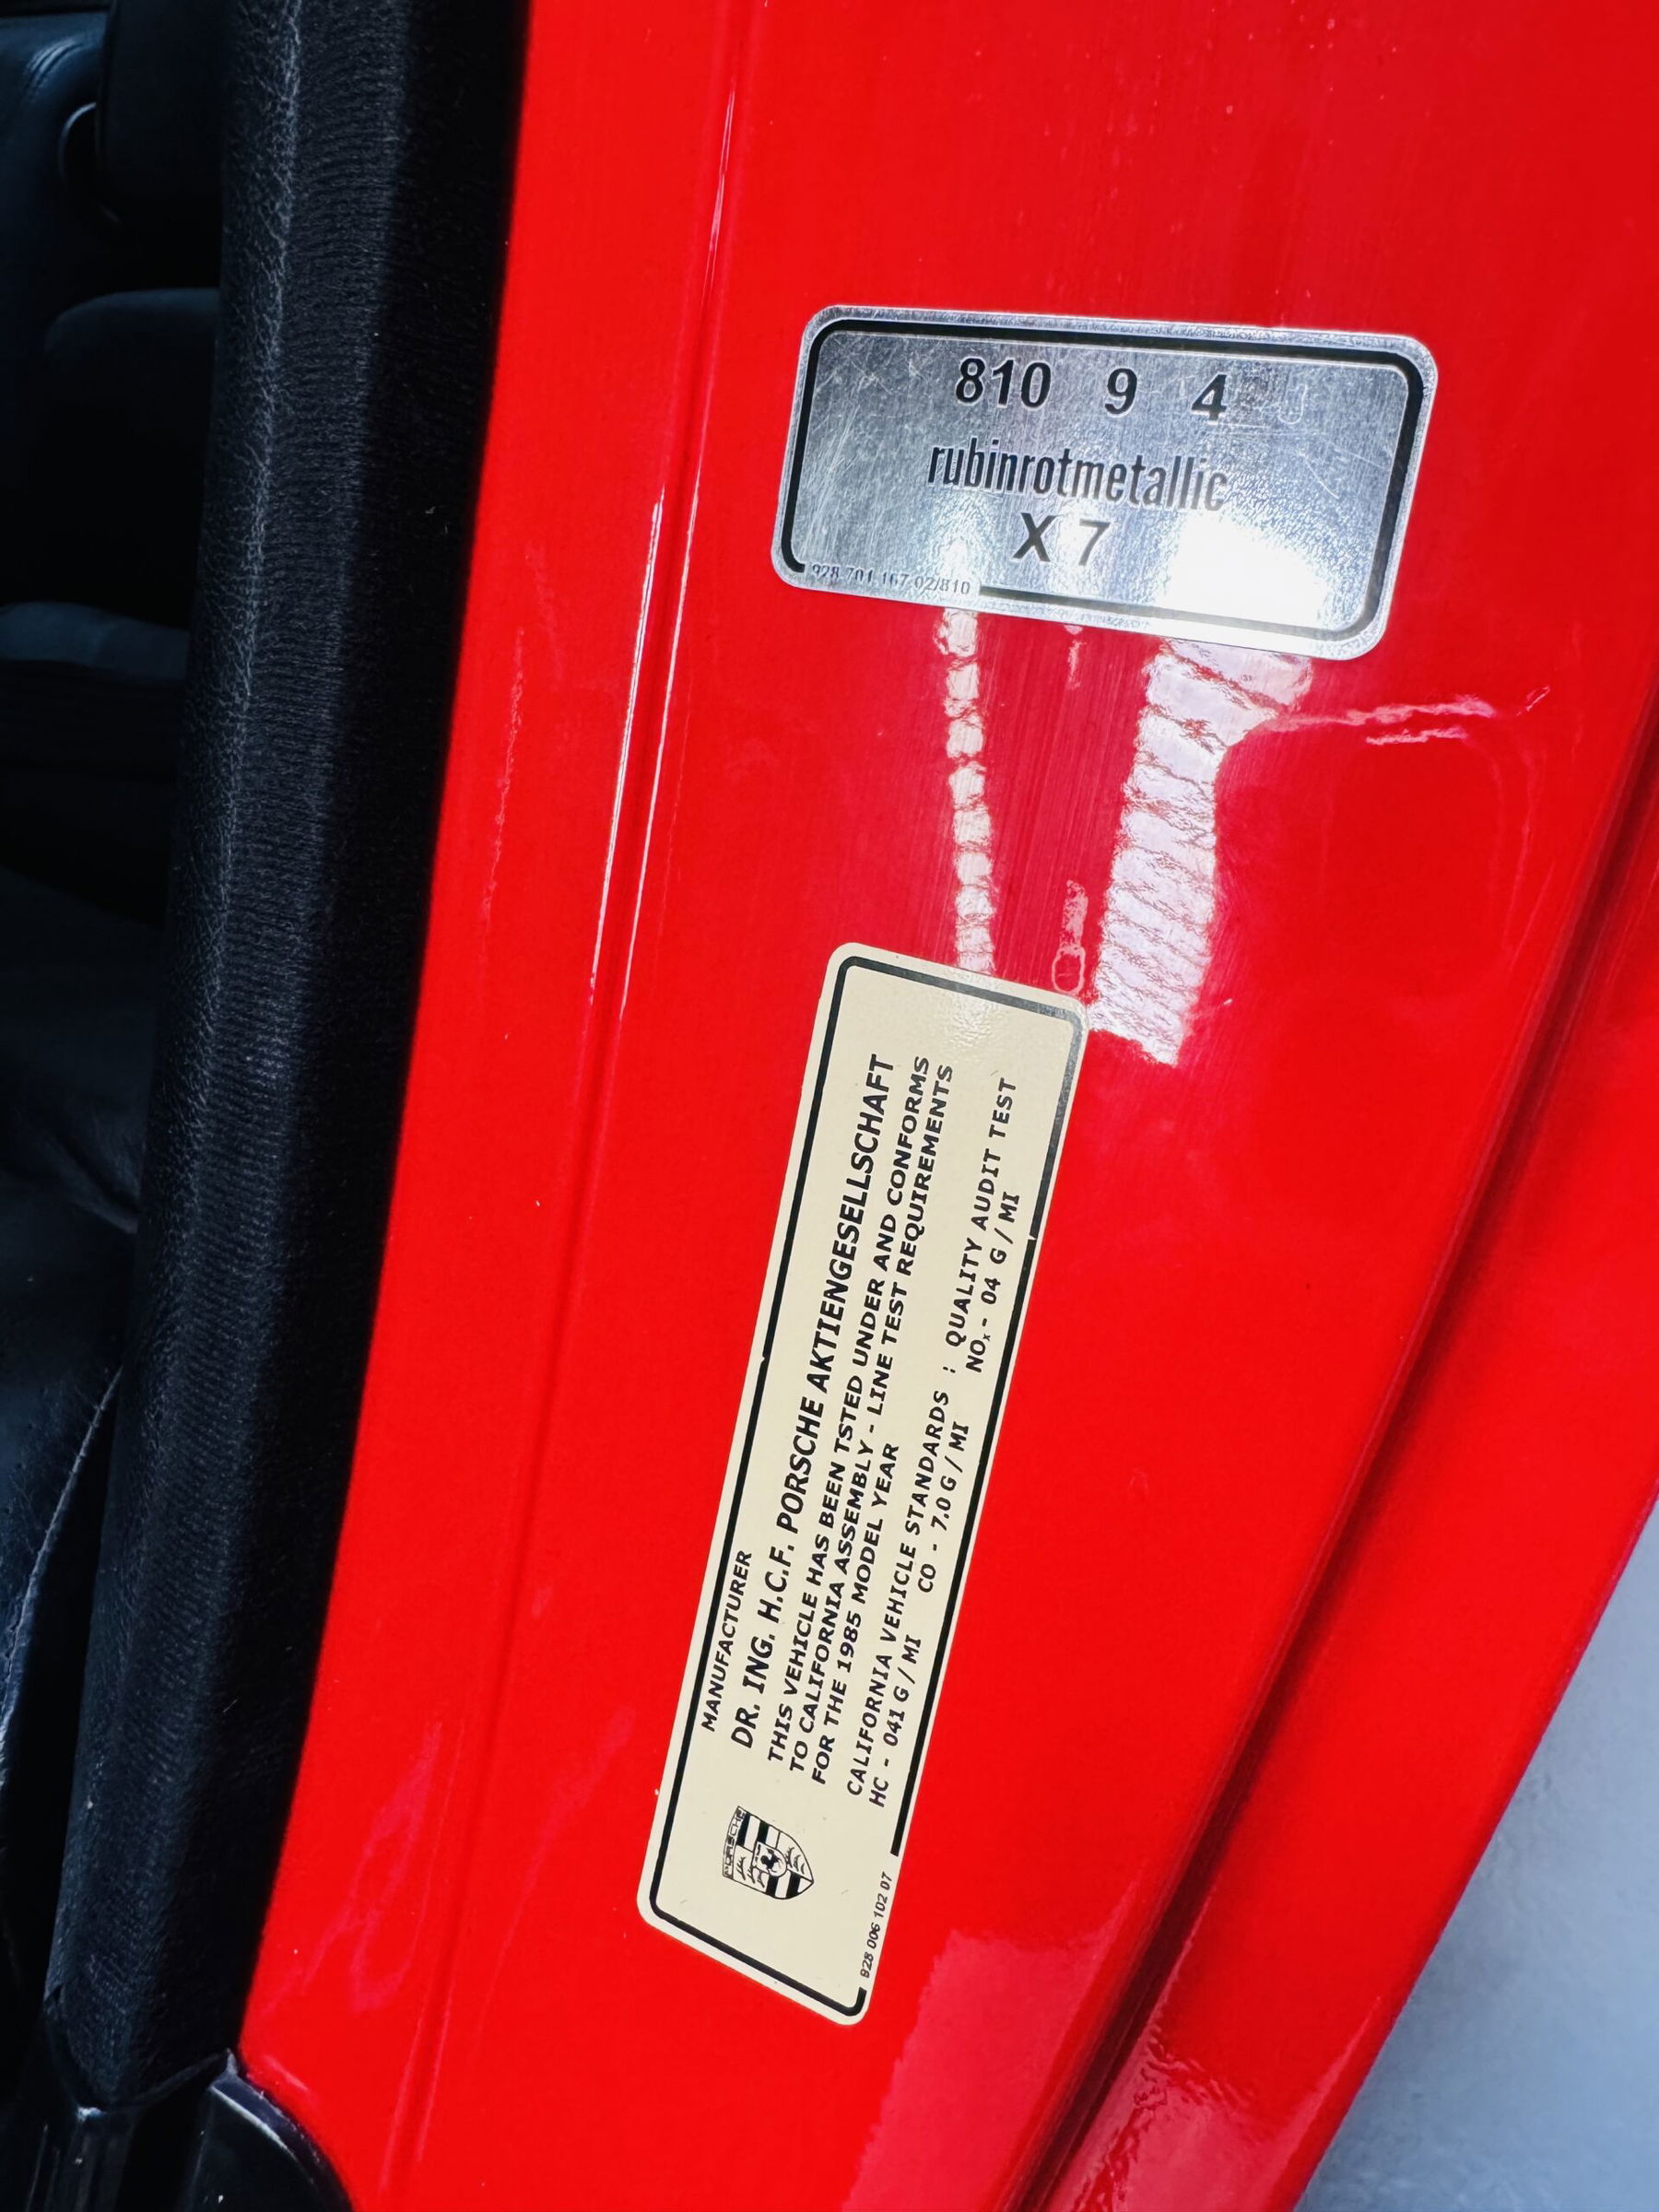 810 9 4
rubinrotmetallic
X 7
928 701 167 02/810
MANUFACTURER
DR. ING. H.C.F. PORSCHE AKTIENGESELLSCHAFT
THIS VEHICLE HAS BEEN TSTED UNDER AND CONFORMS
TO CALIFORNIA ASSEMBLY - LINE TEST REQUIREMENTS
FOR THE 1985 MODEL YEAR
CALIFORNIA VEHICLE STANDARDS : QUALITY AUDIT TEST
HC - 041 G / MI CO - 7.0 G / MI NOx - 04 G / MI
PORSCHE
928 006 102 07